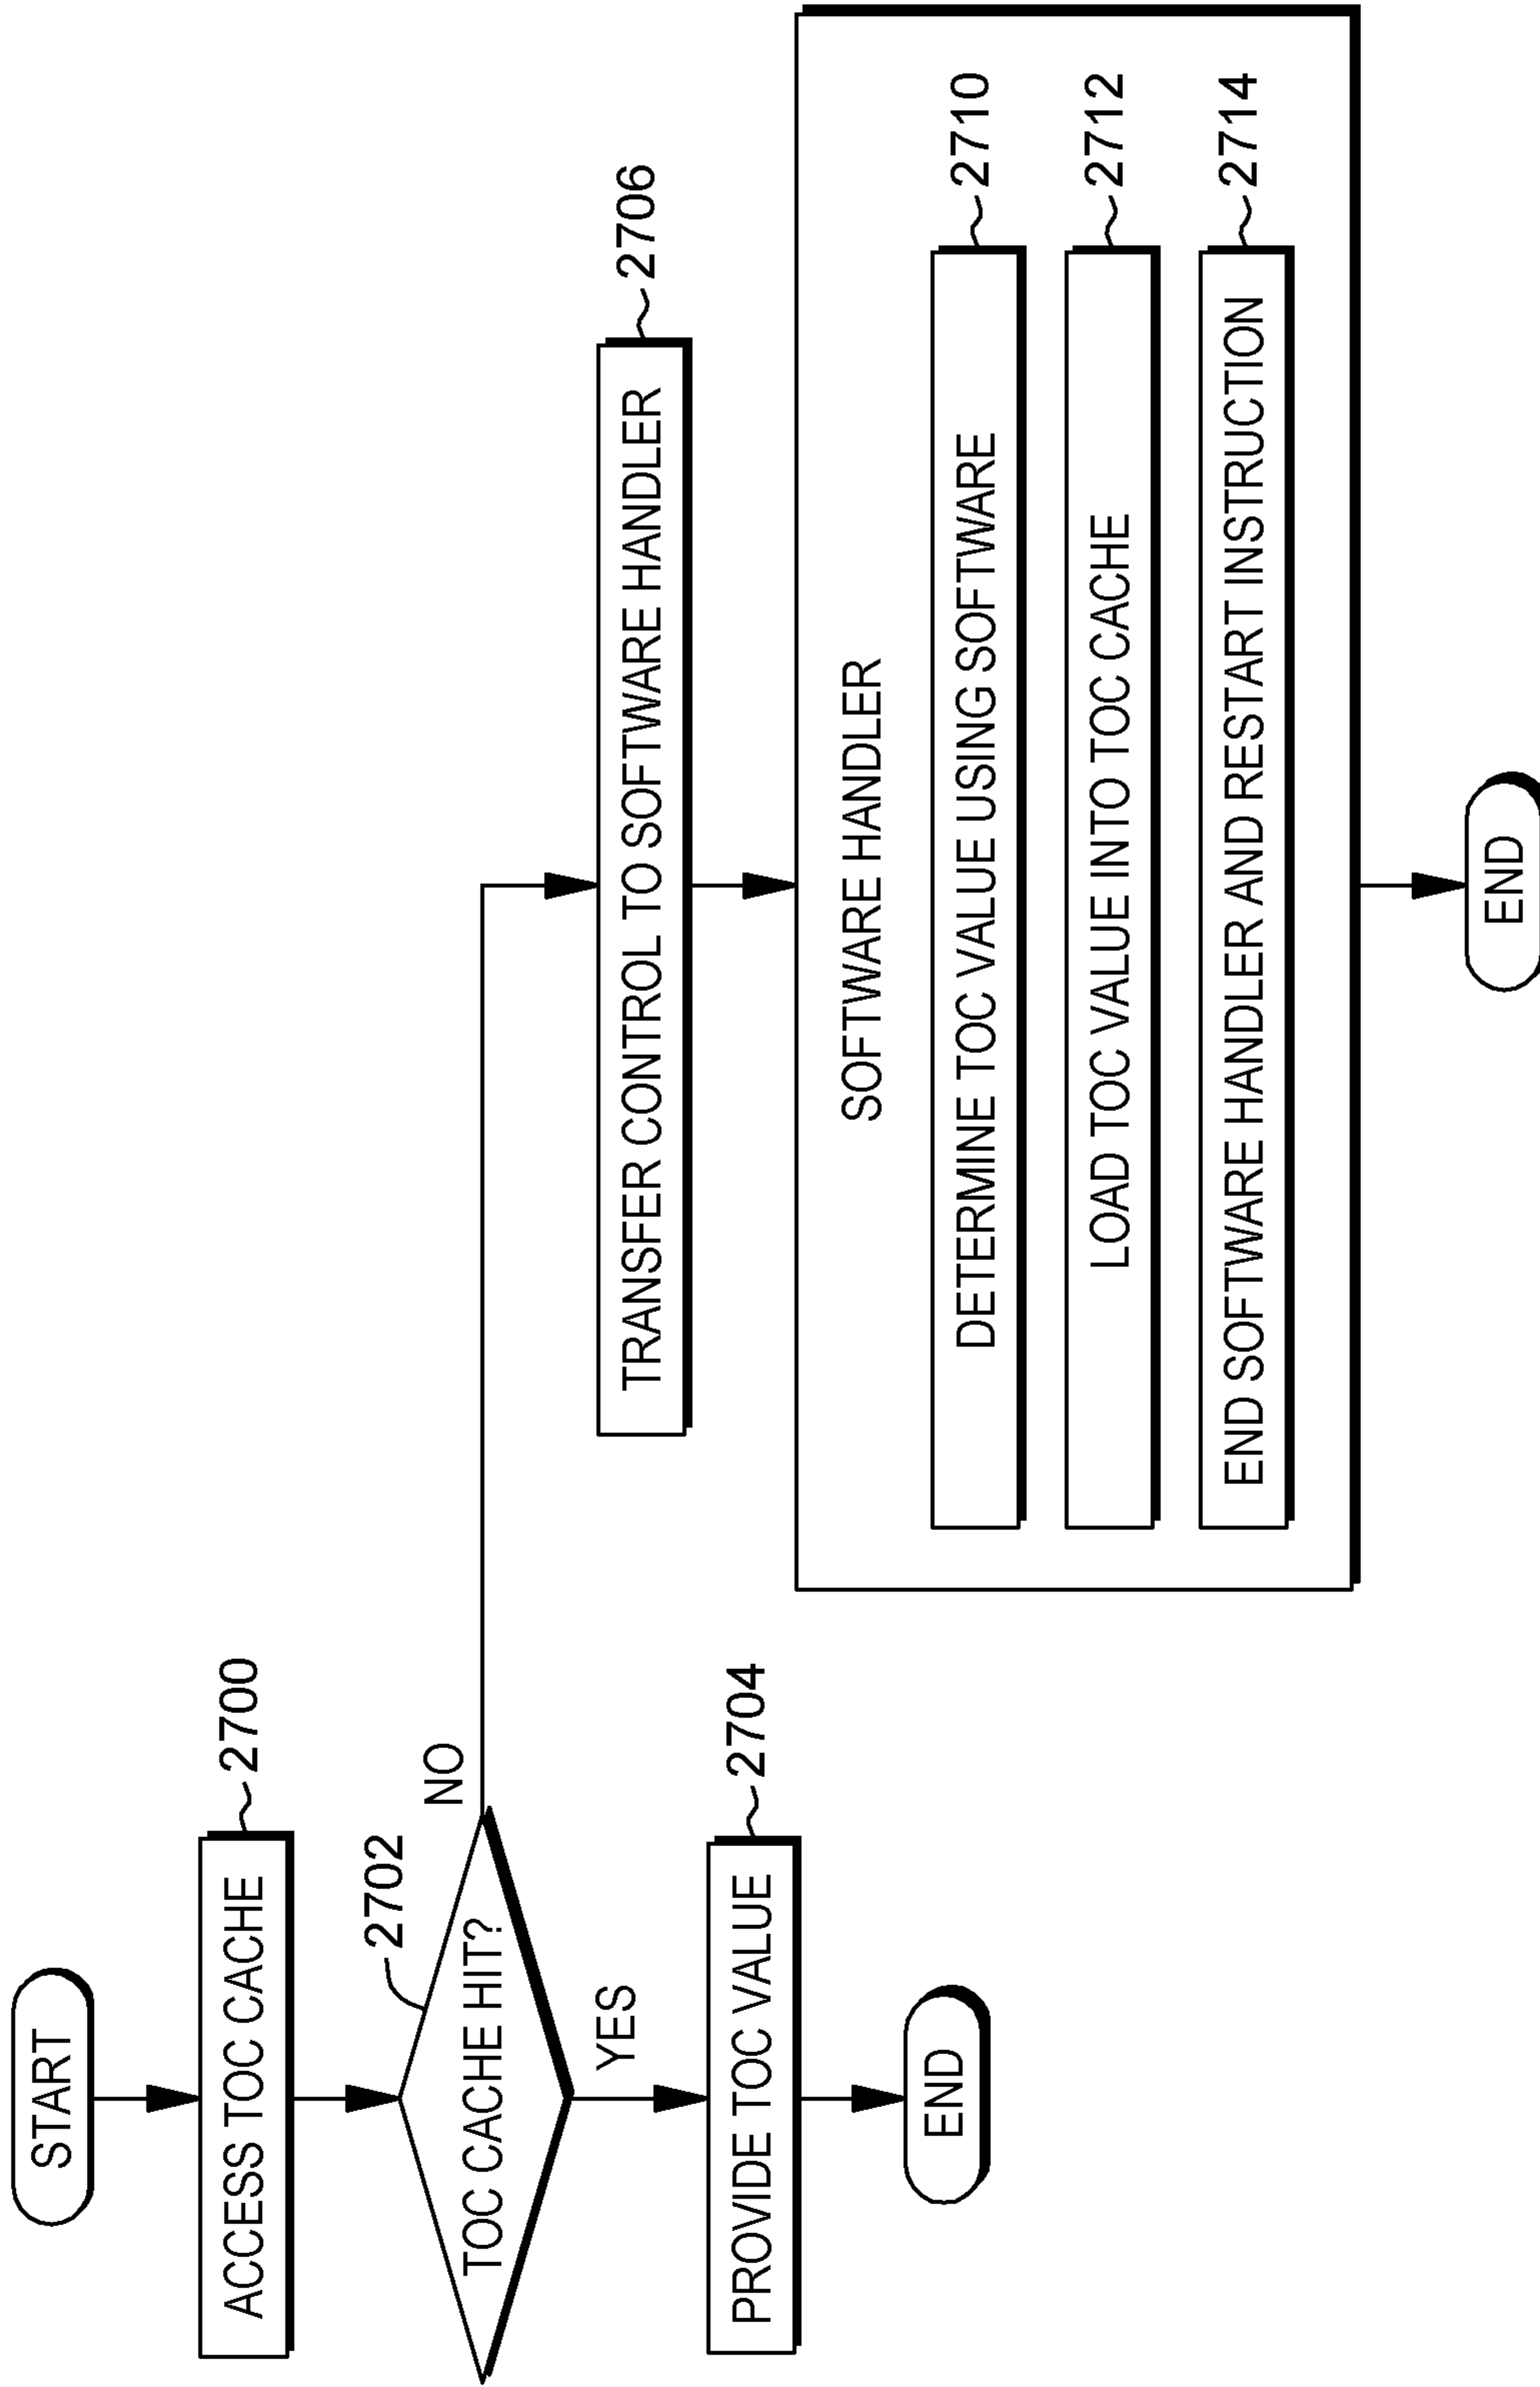 START
ACCESS TOC CACHE
2700
2702
TOC CACHE HIT?
NO
YES
PROVIDE TOC VALUE
2704
END
TRANSFER CONTROL TO SOFTWARE HANDLER
2706
SOFTWARE HANDLER
DETERMINE TOC VALUE USING SOFTWARE
2710
LOAD TOC VALUE INTO TOC CACHE
2712
END SOFTWARE HANDLER AND RESTART INSTRUCTION
2714
END